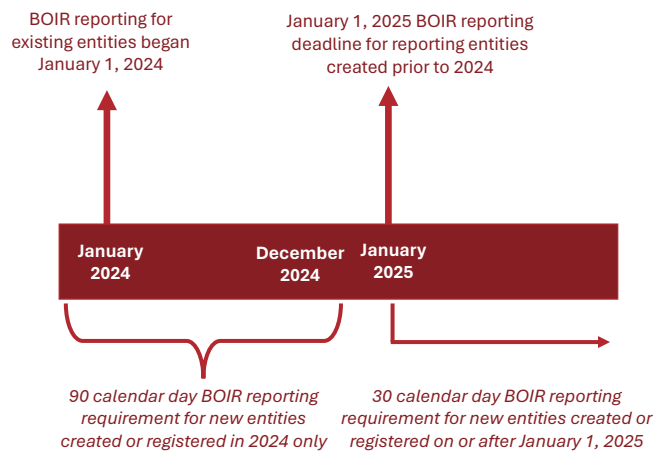 BOIR reporting for
existing entities began
January 1, 2024
January 1, 2025 BOIR reporting
deadline for reporting entities
created prior to 2024
January
2024
December
2024
January
2025
90 calendar day BOIR reporting
requirement for new entities
created or registered in 2024 only
30 calendar day BOIR reporting
requirement for new entities created or
registered on or after January 1, 2025